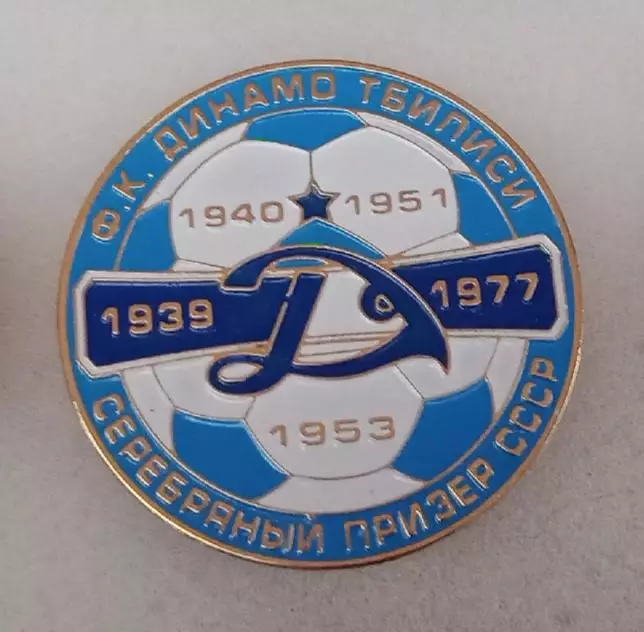 Ф.К. ДИНАМО ТБИЛИСИ
1940 1951
1939 1977
1953
СЕРЕБРЯНЫЙ ПРИЗЕР СССР